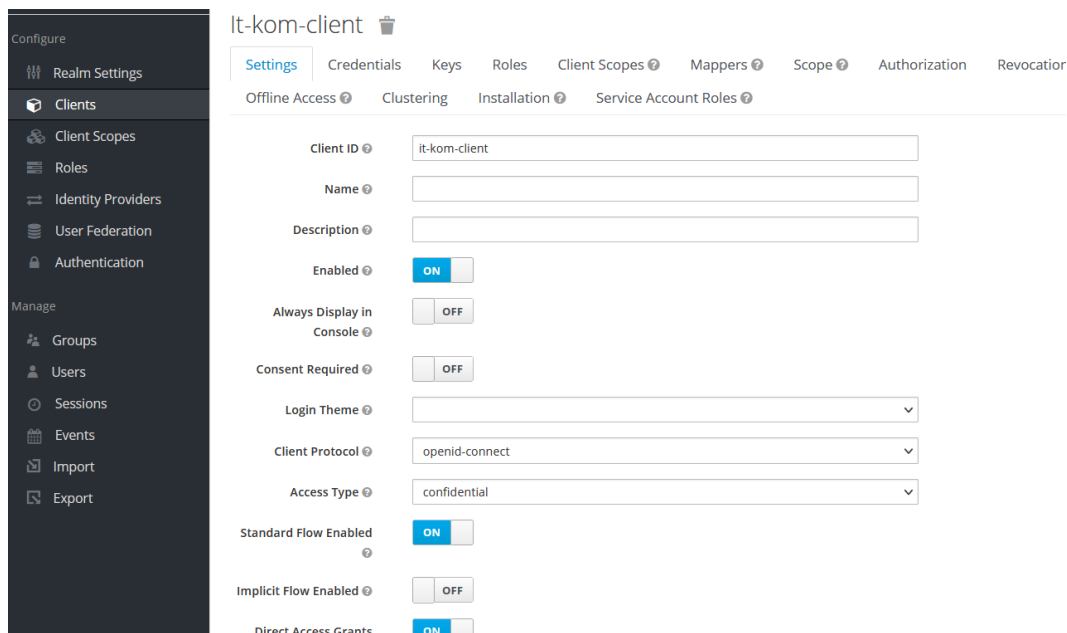 Configure
Realm Settings
Clients
Client Scopes
Roles
Identity Providers
User Federation
Authentication
Manage
Groups
Users
Sessions
Events
Import
Export
It-kom-client
Settings Credentials Keys Roles Client Scopes Mappers Scope Authorization Revocation
Offline Access Clustering Installation Service Account Roles
Client ID it-kom-client
Name
Description
Enabled ON
Always Display in
Console OFF
Consent Required OFF
Login Theme
Client Protocol openid-connect
Access Type confidential
Standard Flow Enabled ON
Implicit Flow Enabled OFF
Direct Access Grants ON